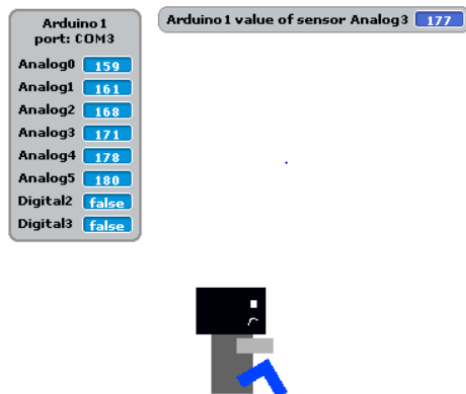 Arduino1
port: COM3
Analog0 159
Analog1 161
Analog2 168
Analog3 171
Analog4 178
Analog5 180
Digital2 false
Digital3 false
Arduino1 value of sensor Analog3 177